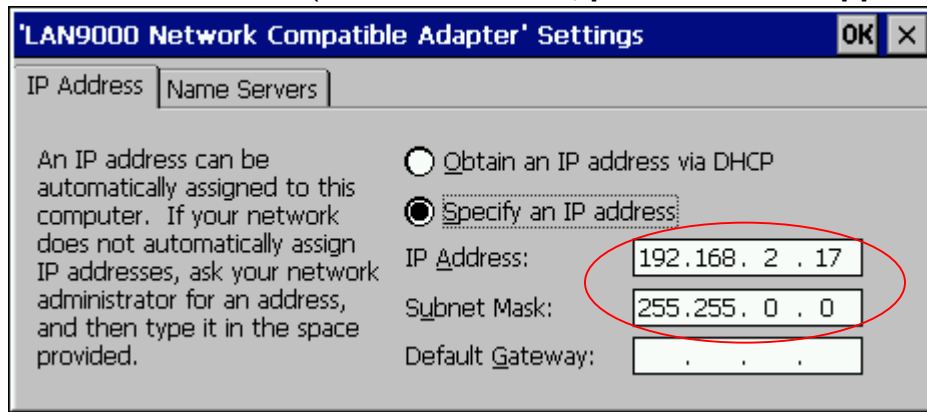 'LAN9000 Network Compatible Adapter' Settings OK ×
IP Address Name Servers
An IP address can be
automatically assigned to this
computer. If your network
does not automatically assign
IP addresses, ask your network
administrator for an address,
and then type it in the space
provided.
Obtain an IP address via DHCP
Specify an IP address
IP Address: 192.168. 2 . 17
Subnet Mask: 255.255. 0 . 0
Default Gateway: . . .